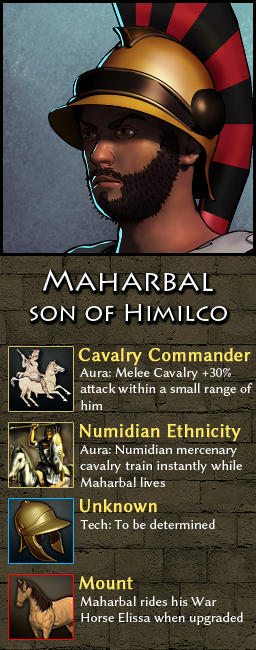 Maharbal
son of Himilco
Cavalry Commander
Aura: Melee Cavalry +30%
attack within a small range of
him
Numidian Ethnicity
Aura: Numidian mercenary
cavalry train instantly while
Maharbal lives
Unknown
Tech: To be determined
Mount
Maharbal rides his War
Horse Elissa when upgraded